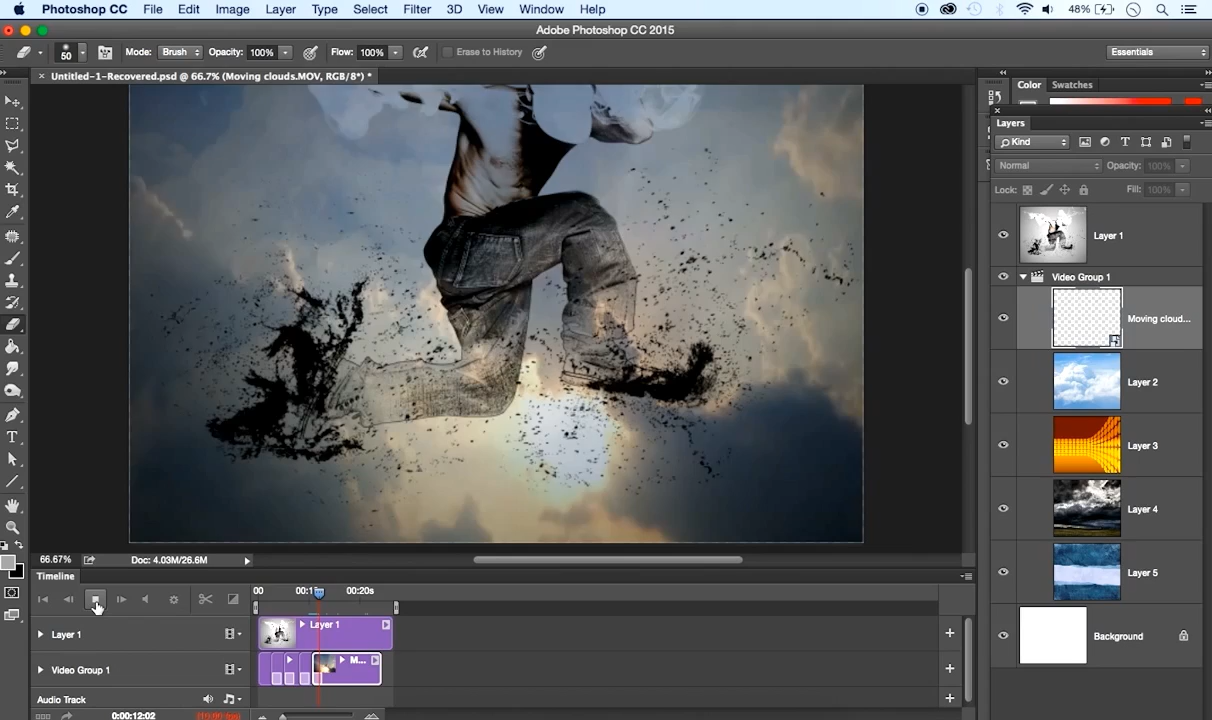 Photoshop CC File Edit Image Layer Type Select Filter 3D View Window Help 48%
Adobe Photoshop CC 2015
50 Mode: Brush Opacity: 100% Flow: 100% Erase to History Essentials
Untitled-1-Recovered.psd @ 66.7% (Moving clouds.MOV, RGB/8*) *
Color Swatches
Layers
Kind
Normal Opacity: 100%
Lock: Fill: 100%
Layer 1
Video Group 1
Moving cloud...
Layer 2
Layer 3
Layer 4
Layer 5
Background
66.67% Doc: 4.03M/26.6M
Timeline
00 00:1 00:20s
Layer 1 Layer 1
Video Group 1 M...
Audio Track
0:00:12:02